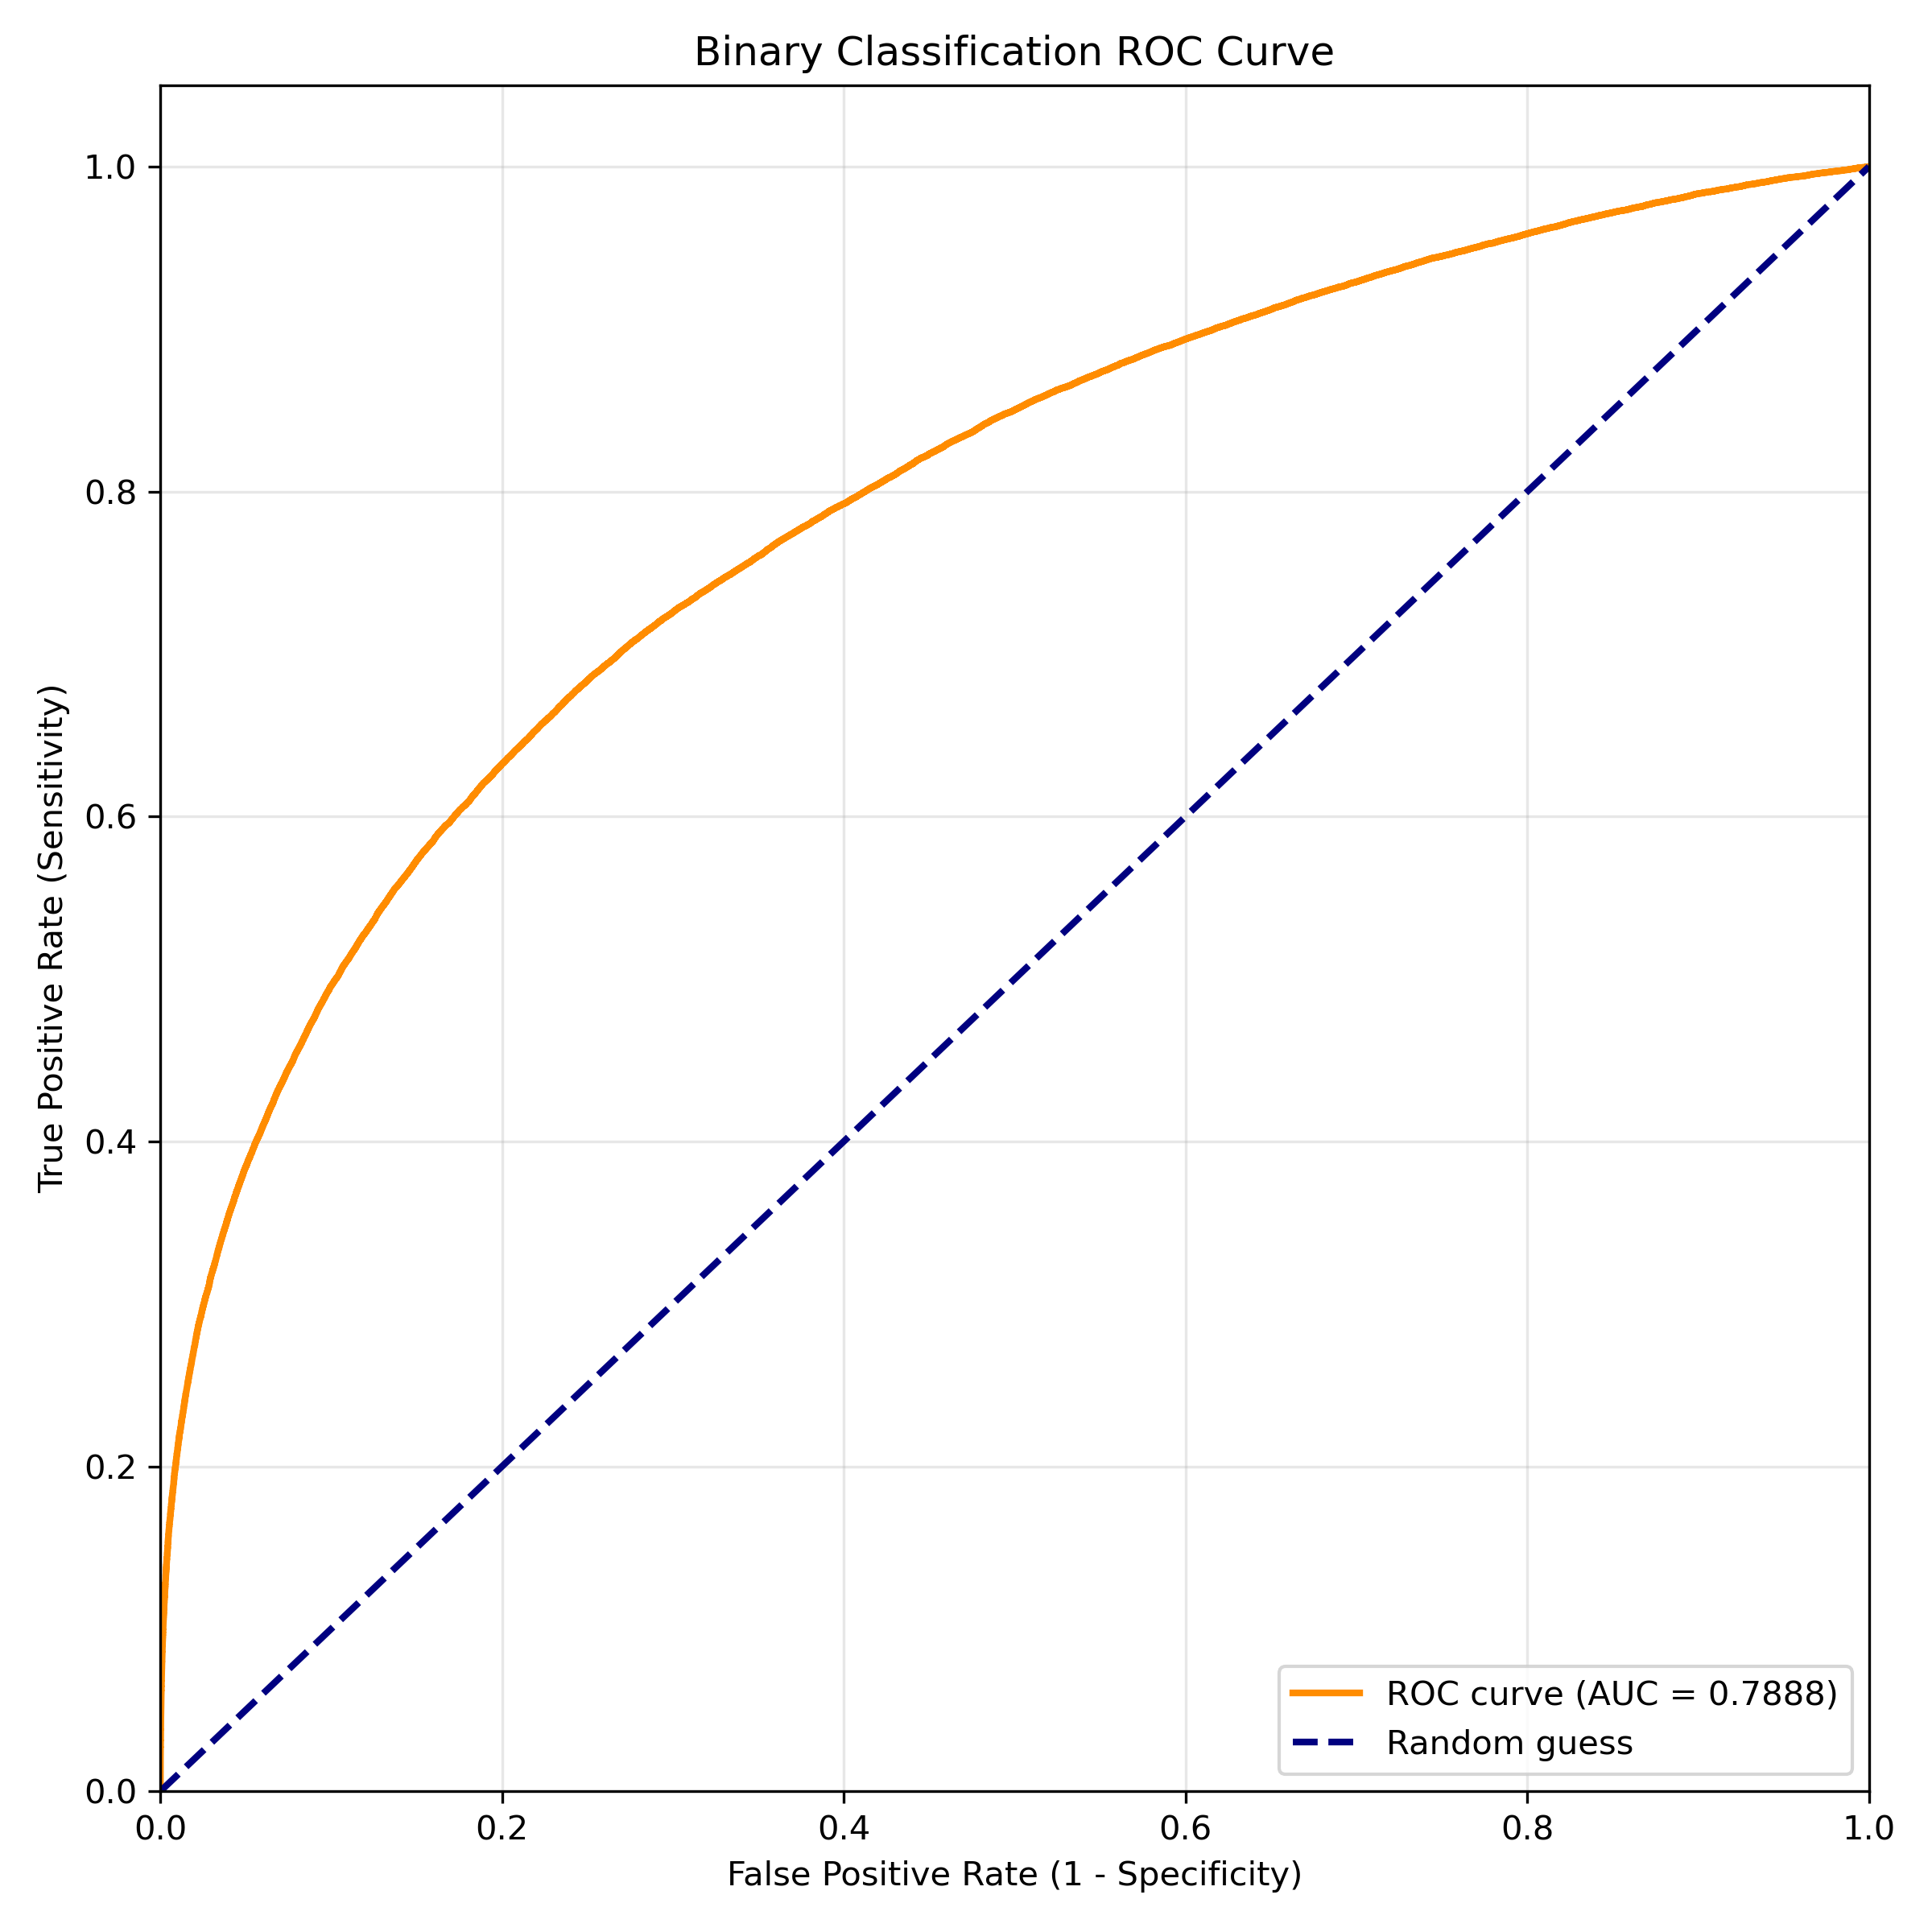 Binary Classification ROC Curve
True Positive Rate (Sensitivity)
1.0
0.8
0.6
0.4
0.2
0.0
0.0 0.2 0.4 0.6 0.8 1.0
False Positive Rate (1 - Specificity)
ROC curve (AUC = 0.7888)
Random guess